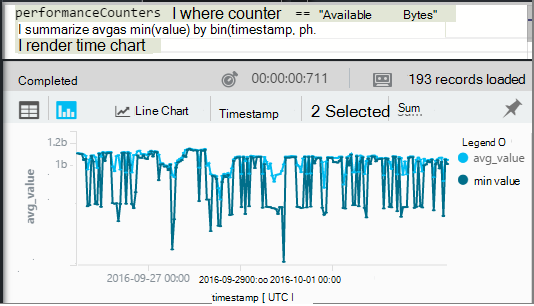 performanceCounters I where counter == "Available Bytes"
I summarize avgas min(value) by bin(timestamp, ph.
I render time chart
Completed 00:00:00:711 193 records loaded
Line Chart Timestamp 2 Selected Sum
1.2b
1b
avg_value
Legend O
avg_value
min value
2016-09-27 00:00 2016-09-2900:oo 2016-10-01 00:00
timestamp [ UTC I